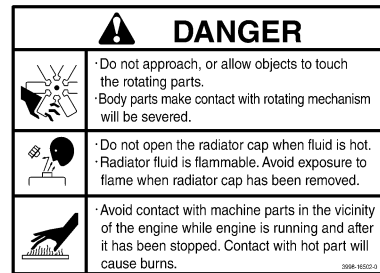 DANGER
·Do not approach, or allow objects to touch
the rotating parts.
·Body parts make contact with rotating mechanism
will be severed.
·Do not open the radiator cap when fluid is hot.
·Radiator fluid is flammable. Avoid exposure to
flame when radiator cap has been removed.
·Avoid contact with machine parts in the vicinity
of the engine while engine is running and after
it has been stopped. Contact with hot part will
cause burns.
3998-16502-0